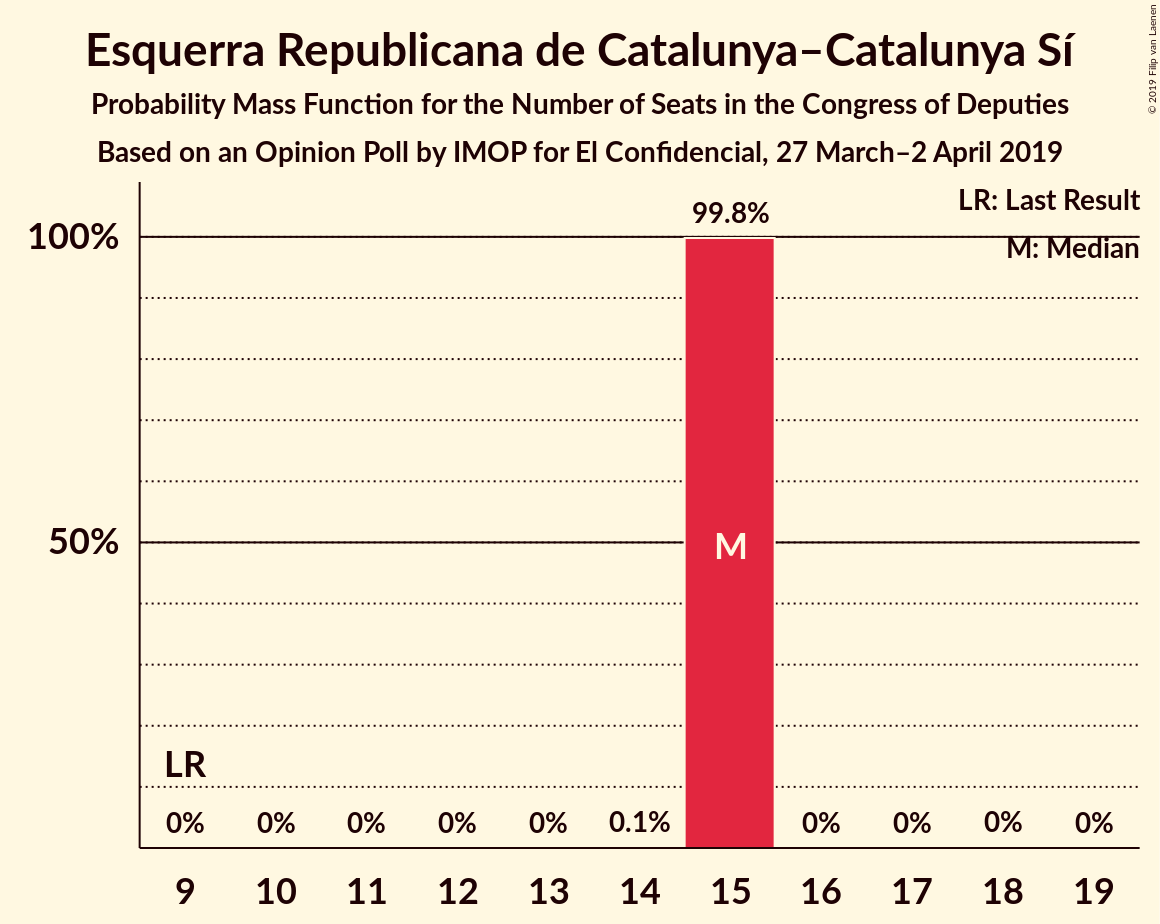 Esquerra Republicana de Catalunya–Catalunya Sí
Probability Mass Function for the Number of Seats in the Congress of Deputies
Based on an Opinion Poll by IMOP for El Confidencial, 27 March–2 April 2019
© 2019 Filip van Laenen
LR: Last Result
M: Median
99.8%
100%
50%
M
LR
0% 0% 0% 0% 0% 0.1% 0% 0% 0% 0%
9 10 11 12 13 14 15 16 17 18 19